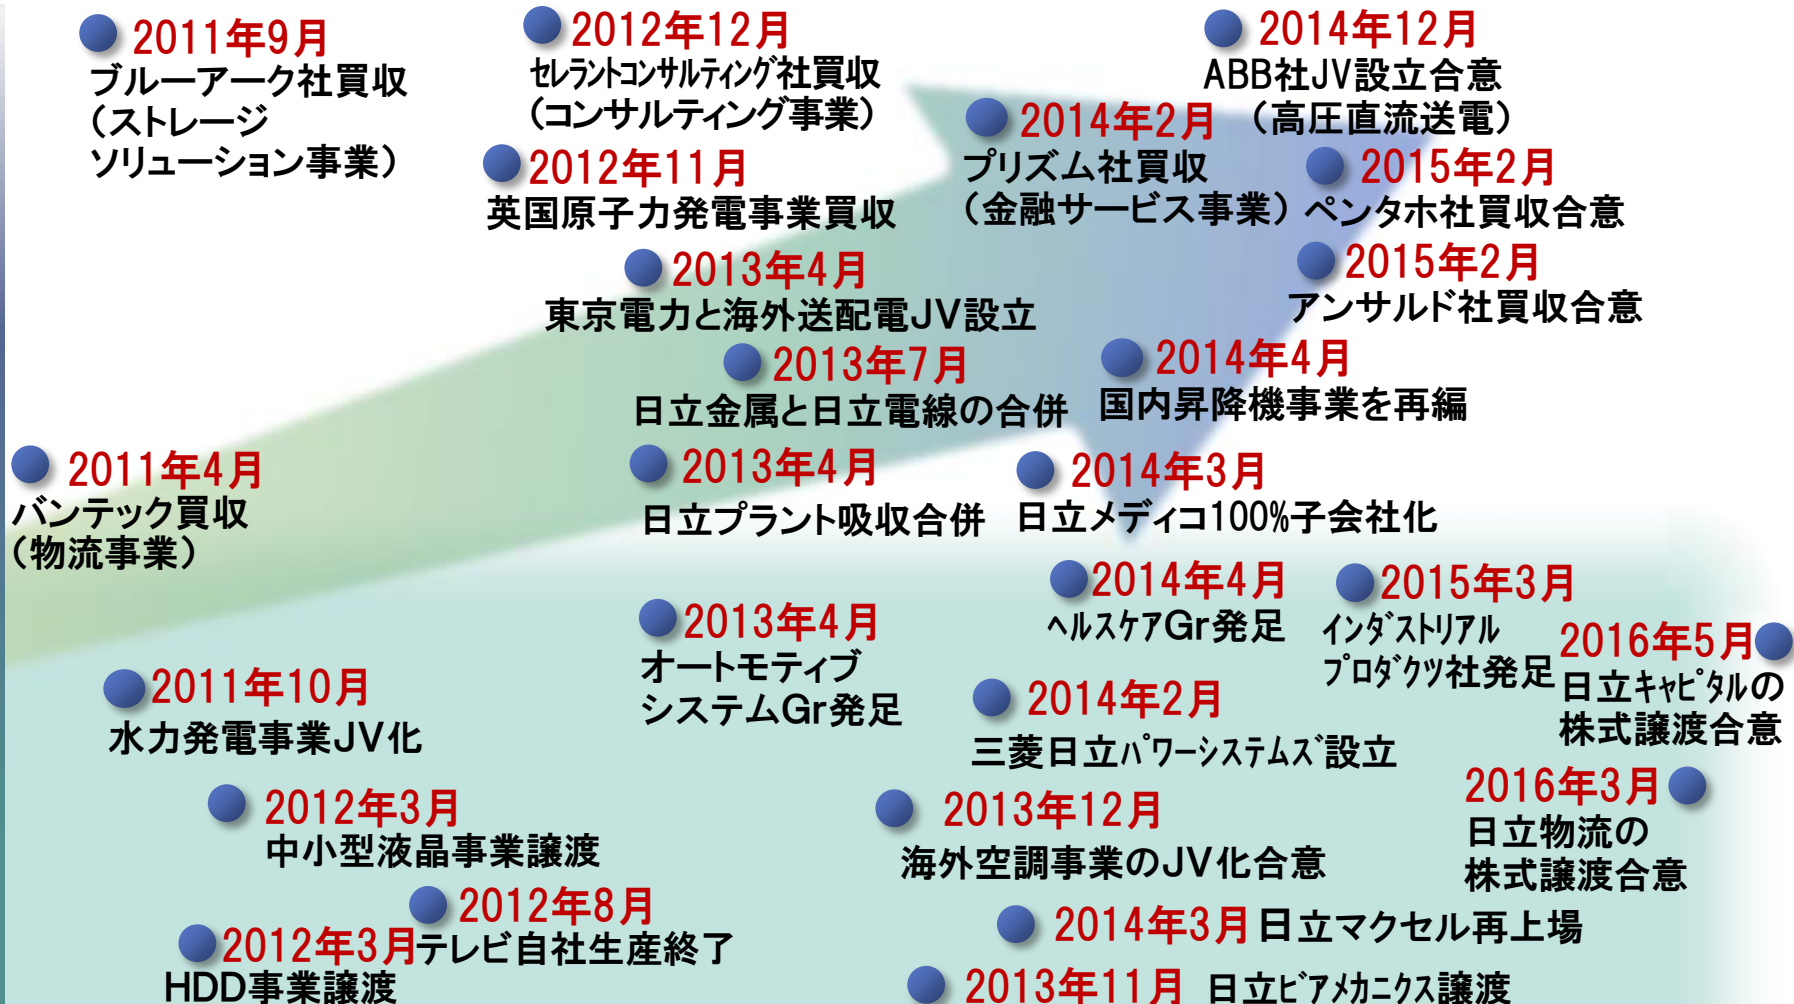 2011年9月
ブルーアーク社買収
（ストレージ
ソリューション事業）
2012年12月
ｾﾚﾗﾝﾄｺﾝｻﾙﾃｨﾝｸﾞ社買収
（コンサルティング事業）
2012年11月
英国原子力発電事業買収
2014年12月
ABB社JV設立合意
（高圧直流送電）
2014年2月
プリズム社買収
（金融サービス事業）
2015年2月
ペンタホ社買収合意
2015年2月
アンサルド社買収合意
2013年4月
東京電力と海外送配電JV設立
2013年7月
日立金属と日立電線の合併
2014年4月
国内昇降機事業を再編
2011年4月
バンテック買収
（物流事業）
2013年4月
日立プラント吸収合併
2014年3月
日立メディコ100%子会社化
2014年4月
ﾍﾙｽｹｱGr発足
2015年3月
ｲﾝﾀﾞｽﾄﾘｱﾙ
ﾌﾟﾛﾀﾞｸﾂ社発足
2013年4月
オートモティブ
システムGr発足
2016年5月
日立ｷｬﾋﾟﾀﾙの
株式譲渡合意
2011年10月
水力発電事業JV化
2014年2月
三菱日立ﾊﾟﾜｰｼｽﾃﾑｽﾞ設立
2012年3月
中小型液晶事業譲渡
2013年12月
海外空調事業のJV化合意
2016年3月
日立物流の
株式譲渡合意
2012年8月
テレビ自社生産終了
2012年3月
HDD事業譲渡
2014年3月 日立マクセル再上場
2013年11月 日立ﾋﾞｱﾒｶﾆｸｽ譲渡